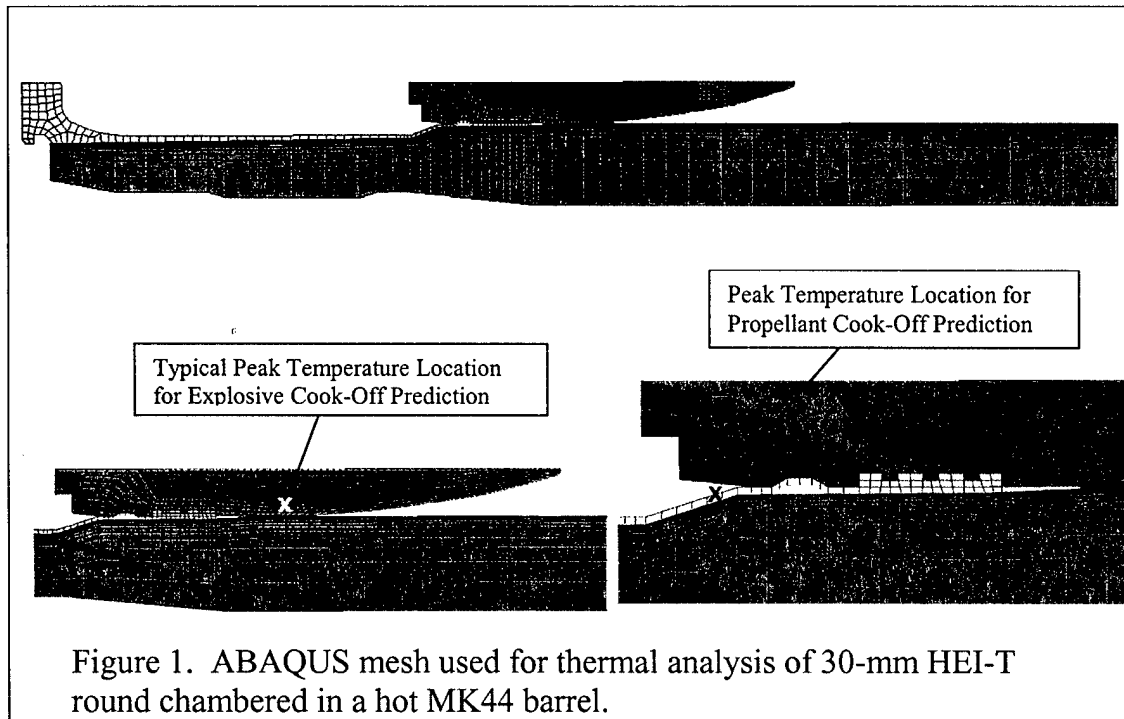 Peak Temperature Location for
Propellant Cook-Off Prediction
Typical Peak Temperature Location
for Explosive Cook-Off Prediction
X
X
Figure 1. ABAQUS mesh used for thermal analysis of 30-mm HEI-T
round chambered in a hot MK44 barrel.